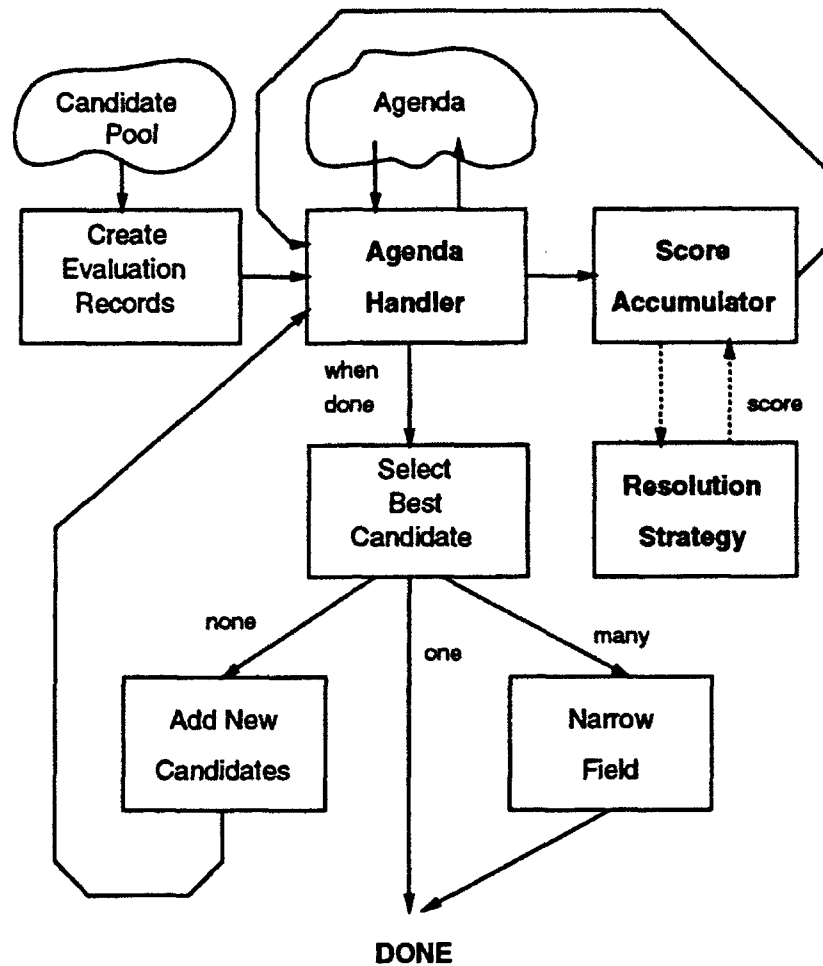 Candidate
Pool
Agenda
Create
Evaluation
Records
Agenda
Handler
Score
Accumulator
when
done
score
Select
Best
Candidate
Resolution
Strategy
none
one
many
Add New
Candidates
Narrow
Field
DONE